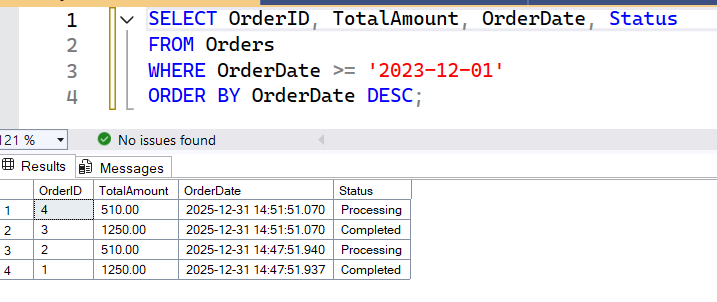 1 SELECT OrderID, TotalAmount, OrderDate, Status
2 FROM Orders
3 WHERE OrderDate >= '2023-12-01'
4 ORDER BY OrderDate DESC;
121 % No issues found
Results Messages
OrderID TotalAmount OrderDate Status
1 4 510.00 2025-12-31 14:51:51.070 Processing
2 3 1250.00 2025-12-31 14:51:51.070 Completed
3 2 510.00 2025-12-31 14:47:51.940 Processing
4 1 1250.00 2025-12-31 14:47:51.937 Completed